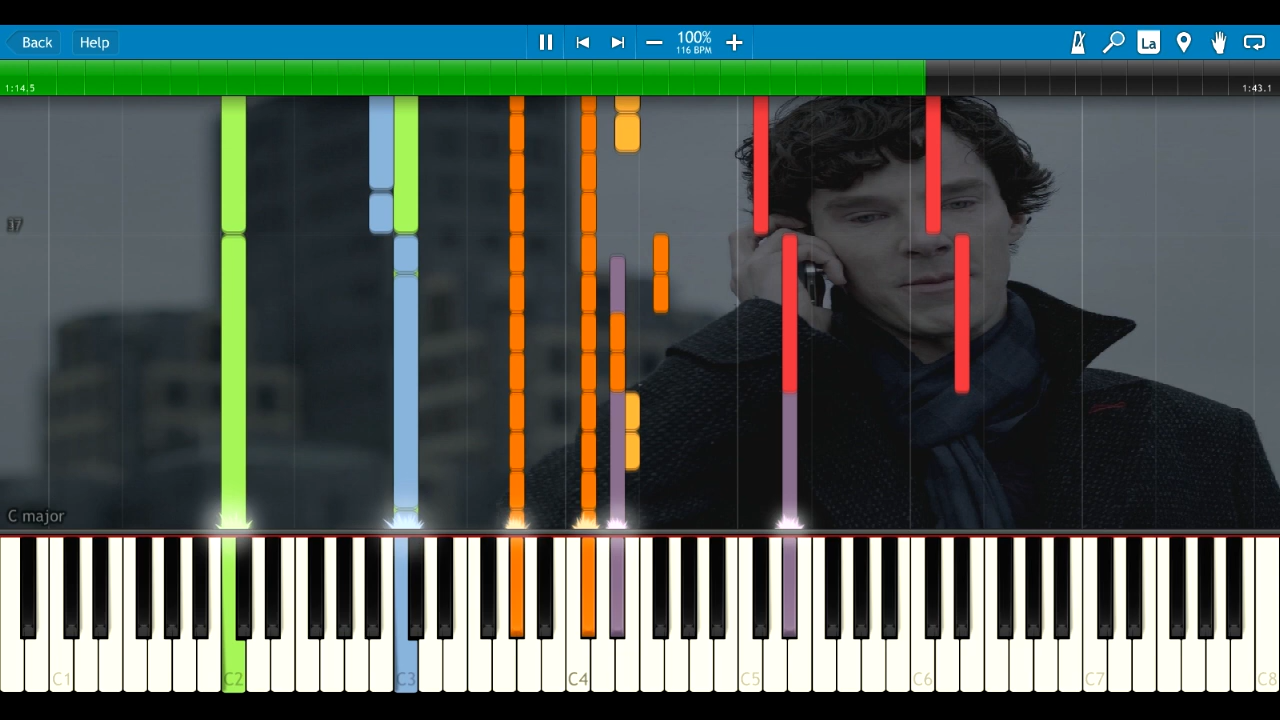 Back
Help
100%
116 BPM
La
1:14.5
1:43.1
17
C major
C1
C2
C3
C4
C5
C6
C7
C8